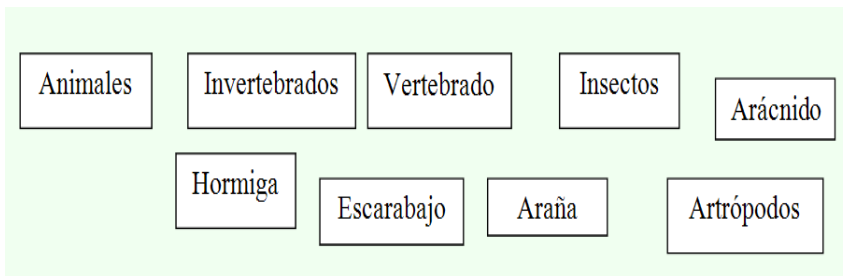 Animales
Invertebrados
Vertebrado
Insectos
Arácnido
Hormiga
Escarabajo
Araña
Artrópodos